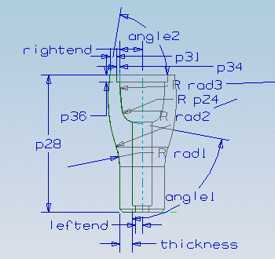 angle2
rightend
p31
p34
R rad3
R p24
p36
R rad2
p28
R rad1
angle1
leftend
thickness